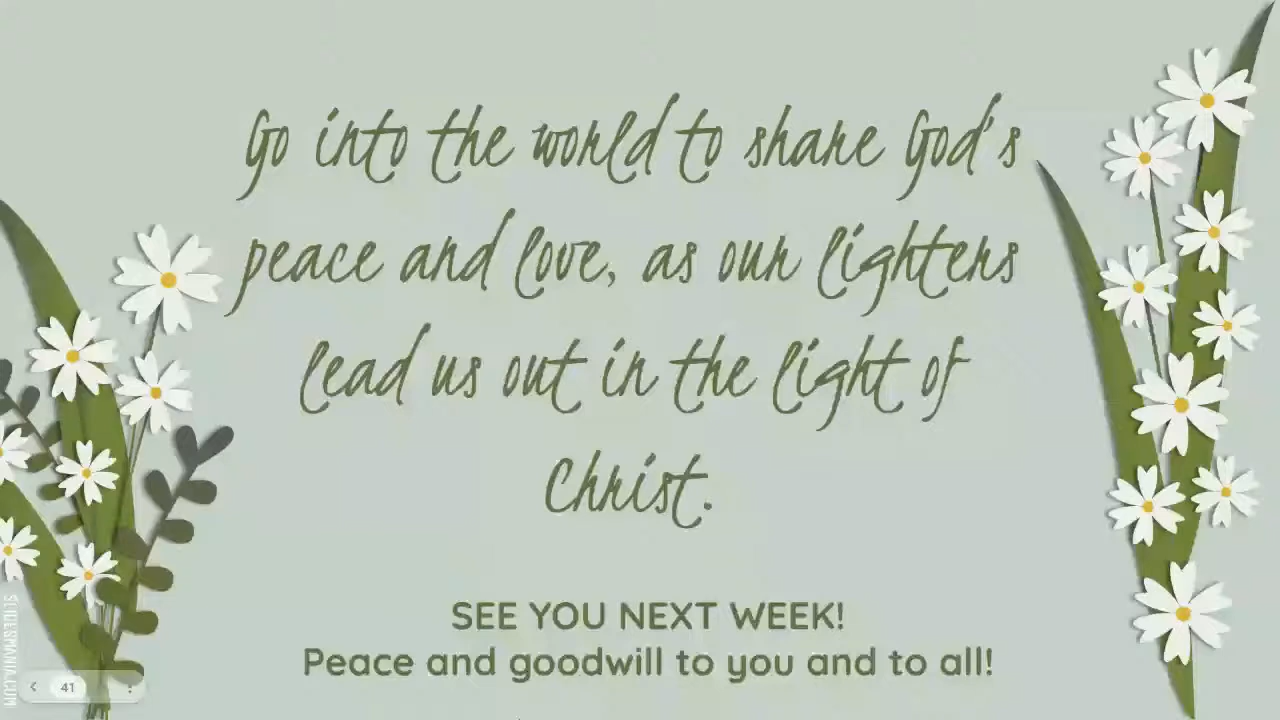 Go into the world to share God's
peace and love, as our lighters
lead us out in the light of
Christ.
SEE YOU NEXT WEEK!
Peace and goodwill to you and to all!
SLIDESMANIA.COM
41